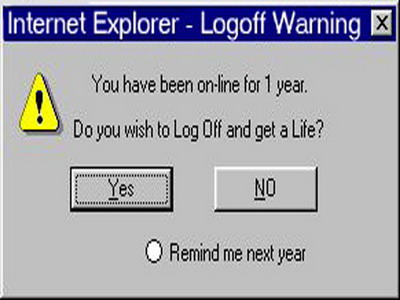 Internet Explorer - Logoff Warning
You have been on-line for 1 year.
Do you wish to Log Off and get a Life?
Yes NO
Remind me next year